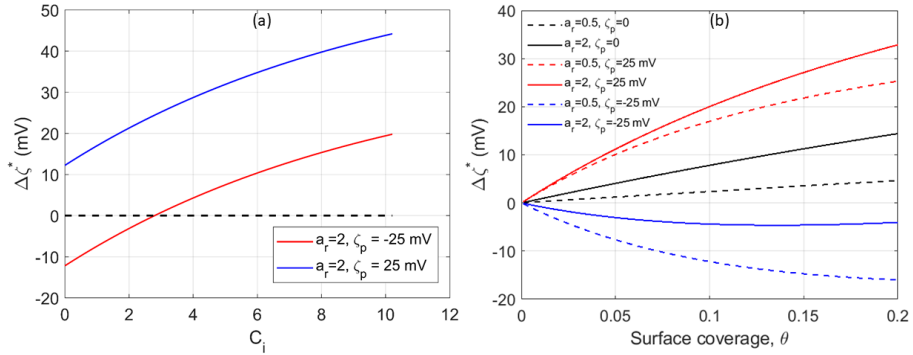 (a)
50
40
30
20
10
0
-10
-20
Δζ* (mV)
0 2 4 6 8 10 12
C_i
a_r=2, ζ_p = -25 mV
a_r=2, ζ_p = 25 mV
(b)
40
30
20
10
0
-10
-20
Δζ* (mV)
a_r=0.5, ζ_p=0
a_r=2, ζ_p=0
a_r=0.5, ζ_p=25 mV
a_r=2, ζ_p=25 mV
a_r=0.5, ζ_p=-25 mV
a_r=2, ζ_p=-25 mV
0 0.05 0.1 0.15 0.2
Surface coverage, θ